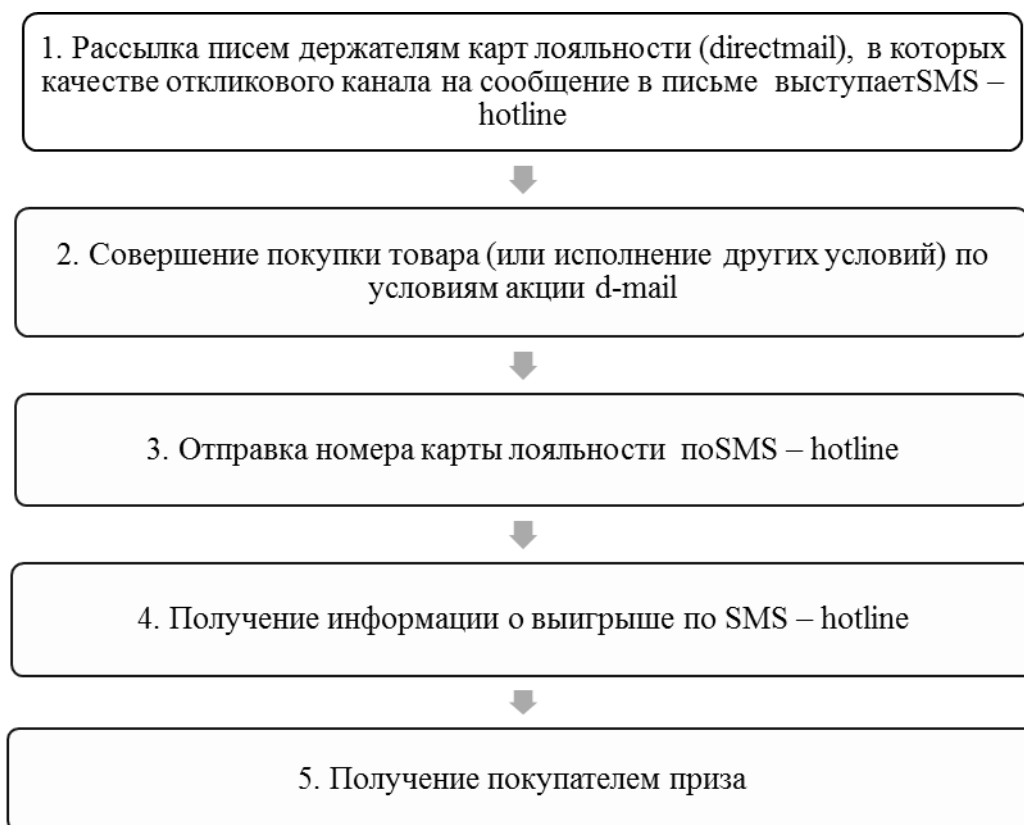 1. Рассылка писем держателям карт лояльности (directmail), в которых
качестве откликового канала на сообщение в письме выступаетSMS –
hotline
2. Совершение покупки товара (или исполнение других условий) по
условиям акции d-mail
3. Отправка номера карты лояльности поSMS – hotline
4. Получение информации о выигрыше по SMS – hotline
5. Получение покупателем приза